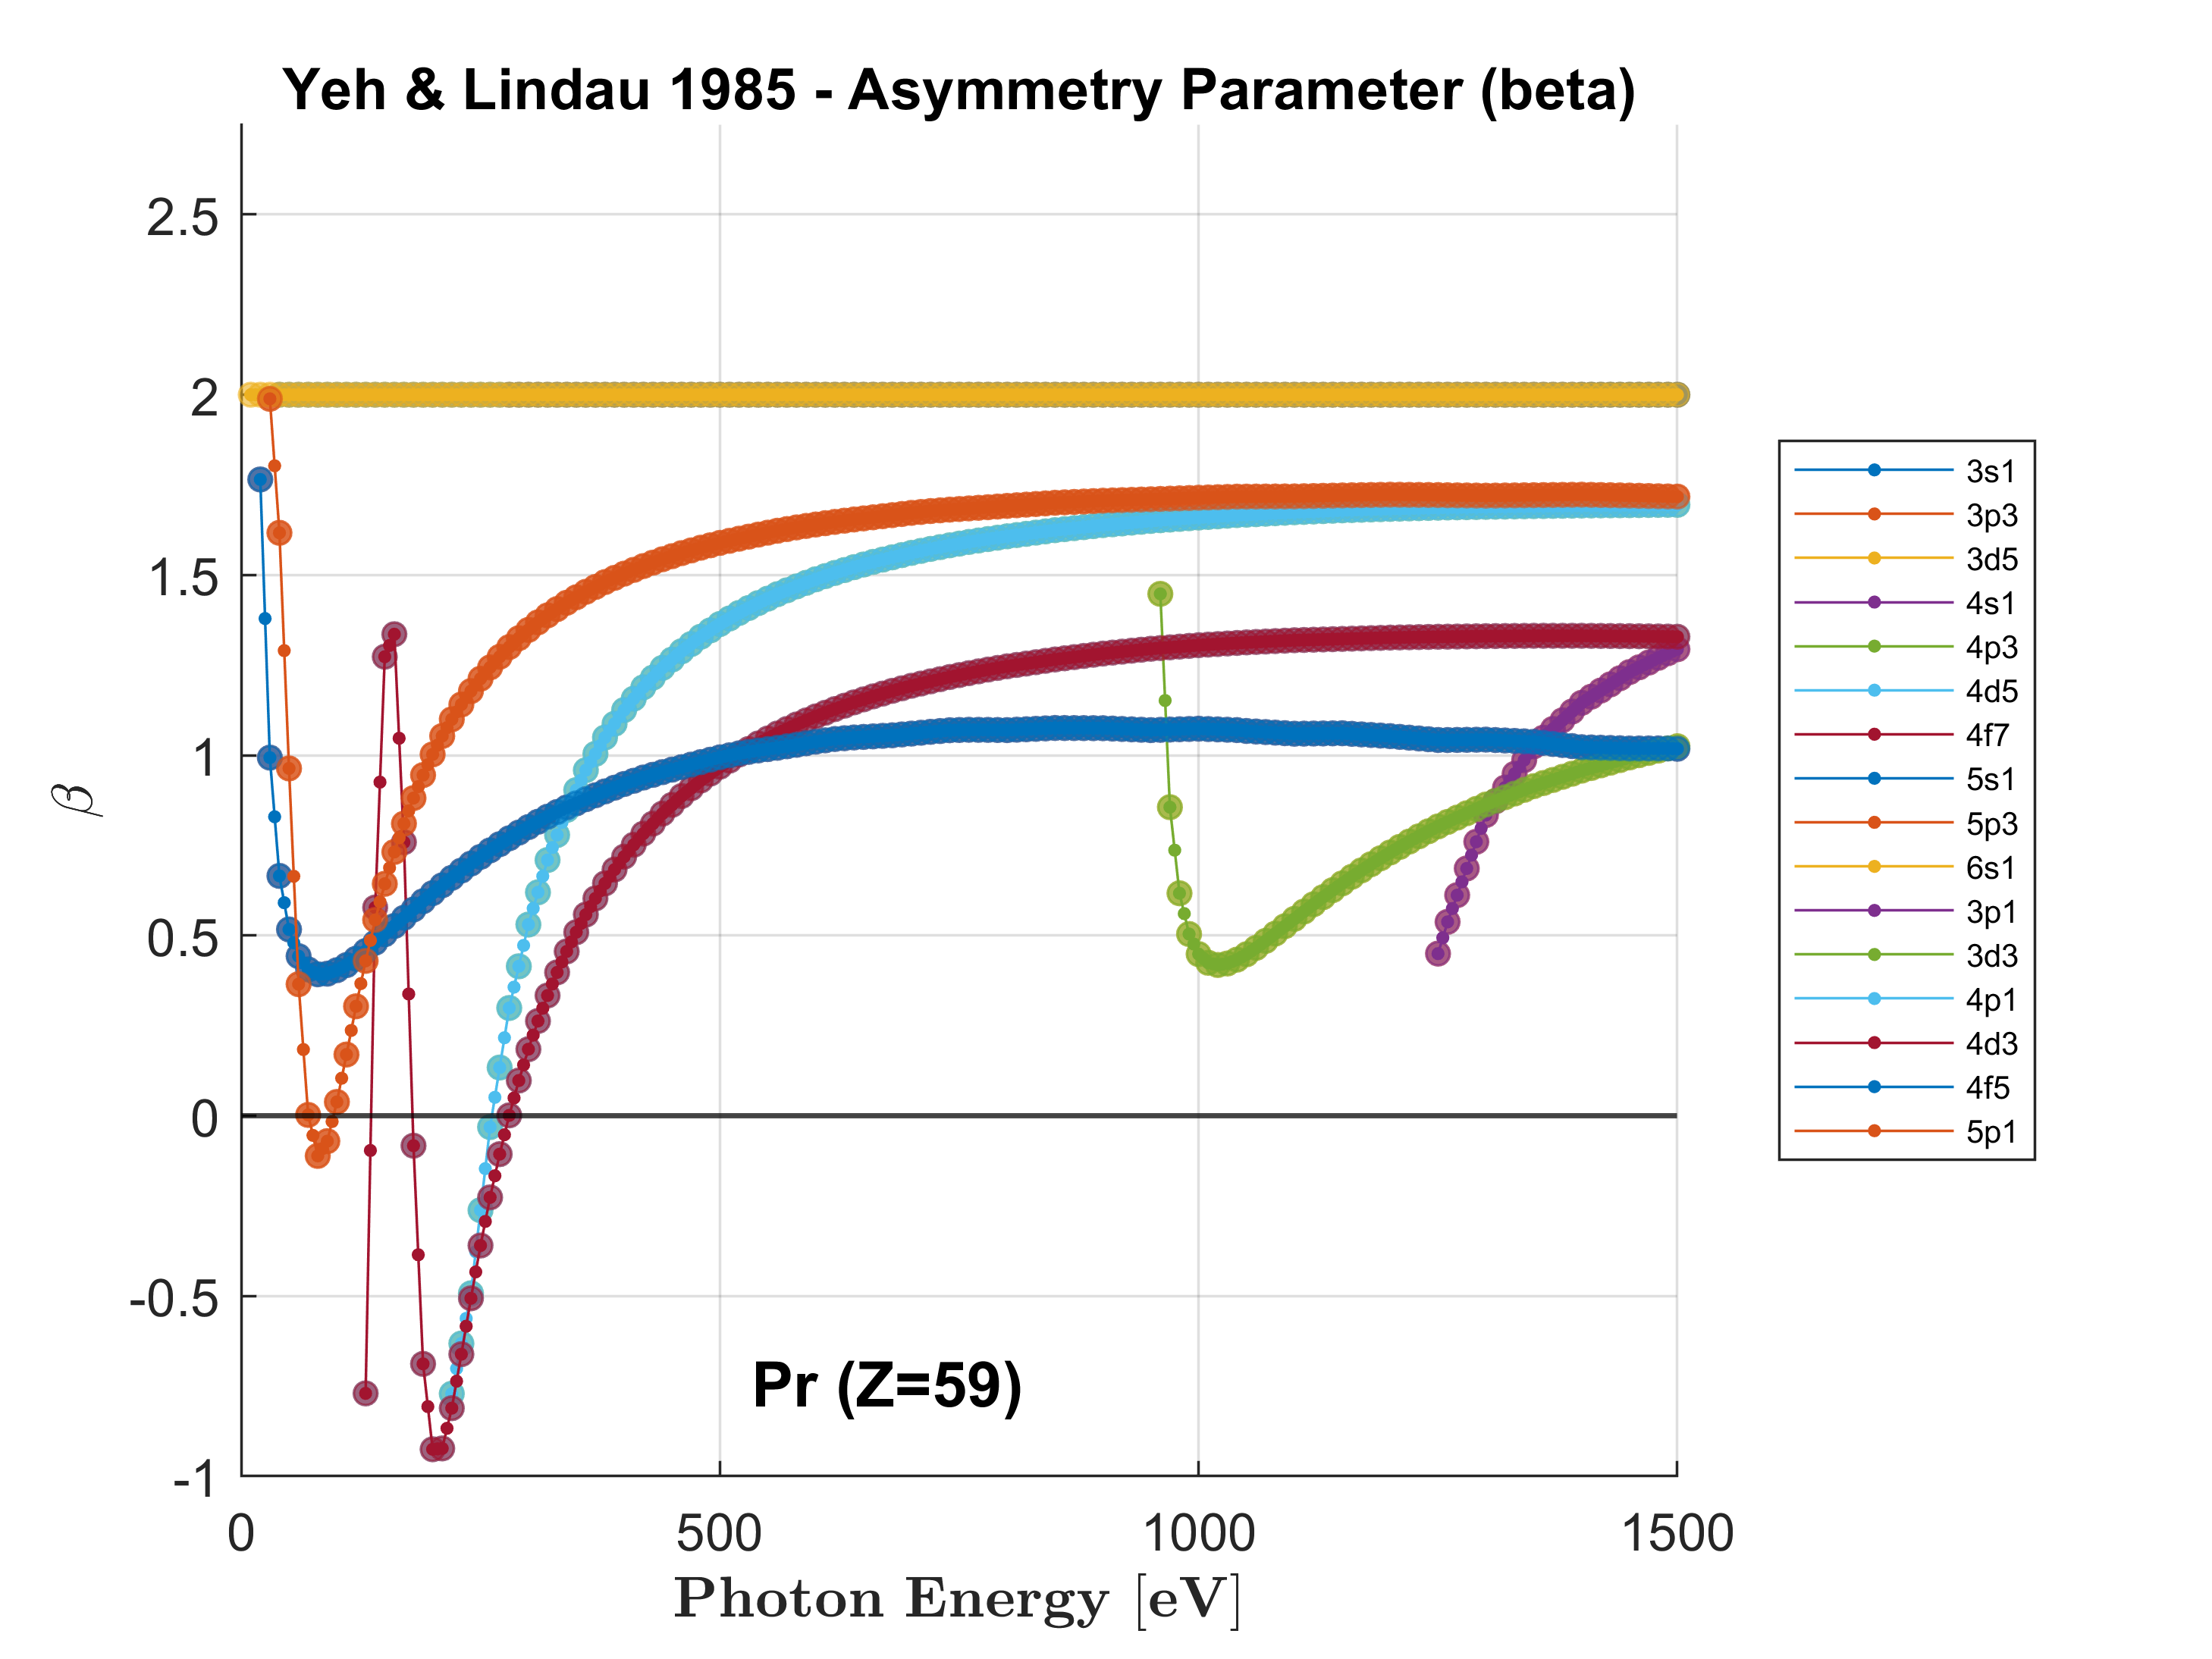 Yeh & Lindau 1985 - Asymmetry Parameter (beta)
2.5
2
1.5
1
0.5
0
-0.5
-1
β
0 500 1000 1500
Photon Energy [eV]
Pr (Z=59)
3s1
3p3
3d5
4s1
4p3
4d5
4f7
5s1
5p3
6s1
3p1
3d3
4p1
4d3
4f5
5p1